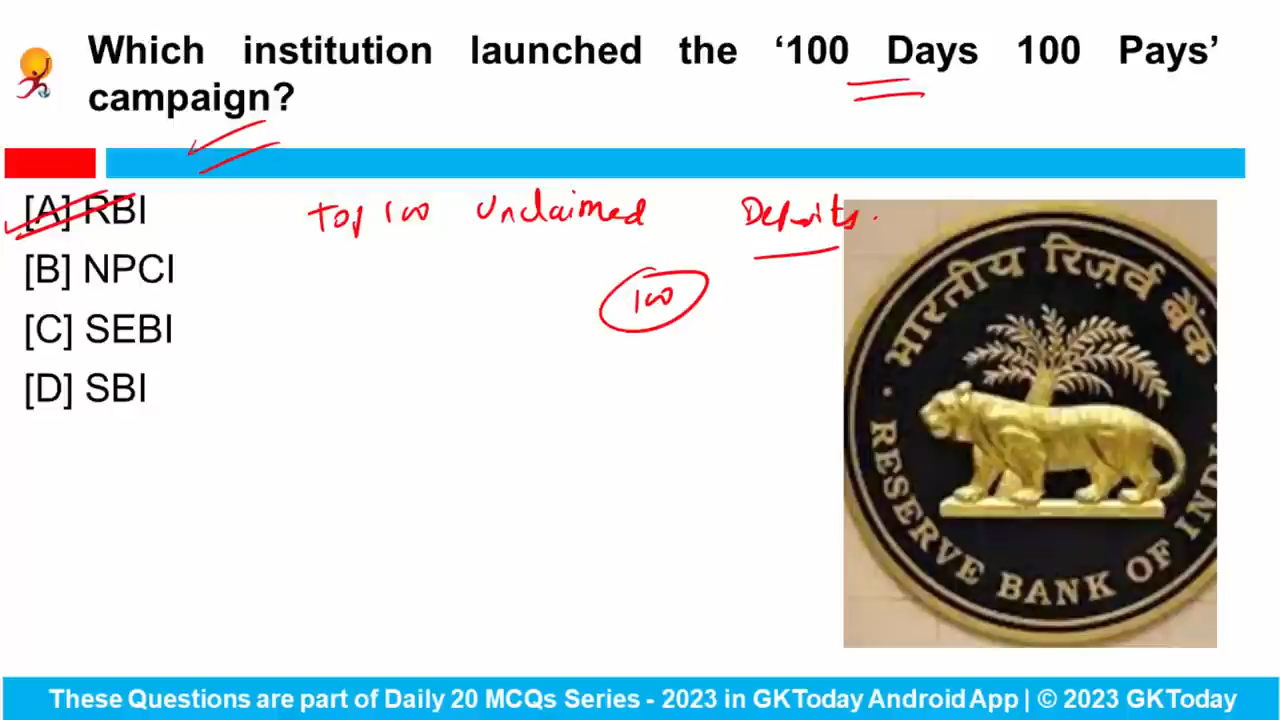 Which institution launched the ‘100 Days 100 Pays’
campaign?
[A] RBI
Top 100 Unclaimed Deposits.
100
[B] NPCI
[C] SEBI
[D] SBI
भारतीय रिज़र्व बैंक
RESERVE BANK OF INDIA
These Questions are part of Daily 20 MCQs Series - 2023 in GKToday Android App | © 2023 GKToday